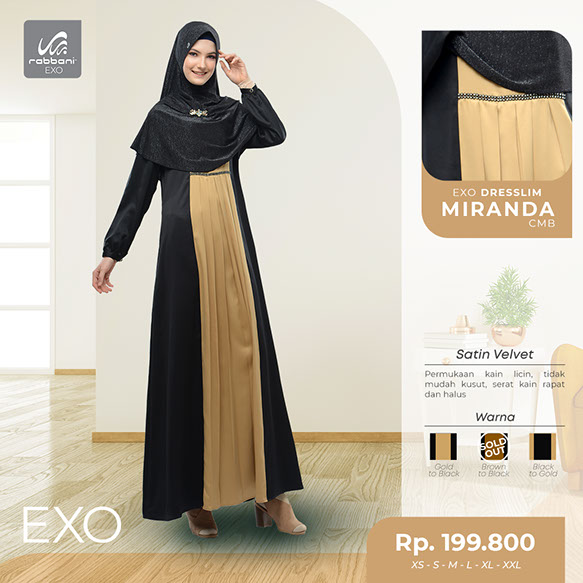 rabbani
EXO
EXO DRESSLIM
MIRANDA
CMB
Satin Velvet
Permukaan kain licin, tidak
mudah kusut, serat kain rapat
dan halus
Warna
SOLD
OUT
Gold
to Black
Brown
to Black
Black
to Gold
EXO
Rp. 199.800
XS - S - M - L - XL - XXL